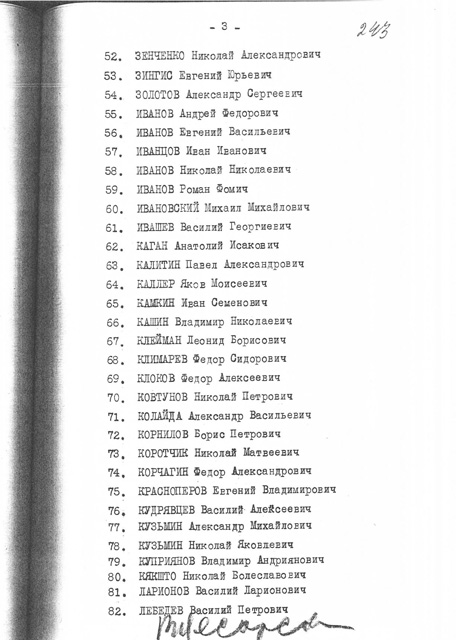 - 3 -
243
52. ЗЕНЧЕНКО Николай Александрович
53. ЗИНГИС Евгений Юрьевич
54. ЗОЛОТОВ Александр Сергеевич
55. ИВАНОВ Андрей Федорович
56. ИВАНОВ Евгений Васильевич
57. ИВАНЦОВ Иван Иванович
58. ИВАНОВ Николай Николаевич
59. ИВАНОВ Роман Фомич
60. ИВАНОВСКИЙ Михаил Михайлович
61. ИВАШЕВ Василий Георгиевич
62. КАГАН Анатолий Исакович
63. КАЛИТИН Павел Александрович
64. КАЛЛЕР Яков Моисеевич
65. КАМКИН Иван Семенович
66. КАШИН Владимир Николаевич
67. КЛЕЙМАН Леонид Борисович
68. КЛИМАРЕВ Федор Сидорович
69. КЛОКОВ Федор Алексеевич
70. КОВТУНОВ Николай Петрович
71. КОЛАЙДА Александр Васильевич
72. КОРНИЛОВ Борис Петрович
73. КОРОТЧИК Николай Матвеевич
74. КОРЧАГИН Федор Александрович
75. КРАСНОПЕРОВ Евгений Владимирович
76. КУДРЯВЦЕВ Василий Алексеевич
77. КУЗЬМИН Александр Михайлович
78. КУЗЬМИН Николай Яковлевич
79. КУПРИЯНОВ Владимир Андриянович
80. КЯКШТО Николай Болеславович
81. ЛАРИОНОВ Василий Ларионович
82. ЛЕБЕДЕВ Василий Петрович